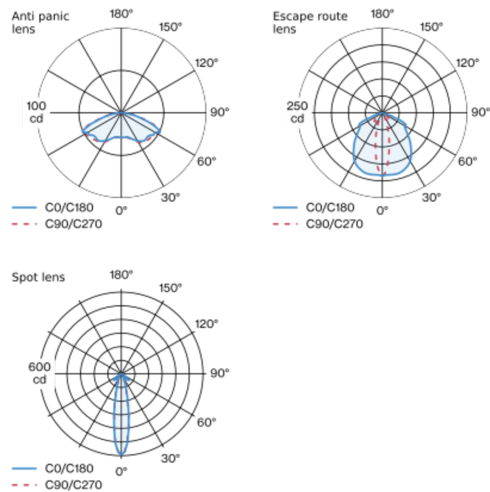 Anti panic
lens
180°
150°
120°
100
cd
90°
60°
30°
0°
C0/C180
C90/C270
Escape route
lens
180°
150°
120°
250
cd
90°
60°
30°
0°
C0/C180
C90/C270
Spot lens
180°
150°
120°
600
cd
90°
60°
30°
0°
C0/C180
C90/C270